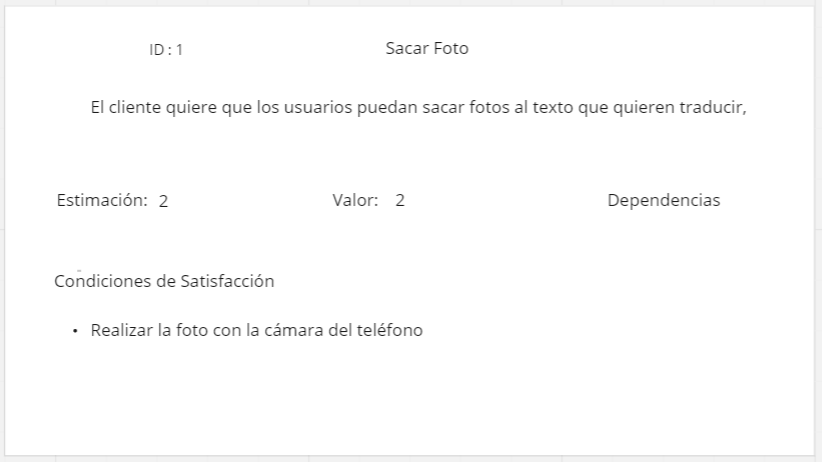 ID : 1 Sacar Foto
El cliente quiere que los usuarios puedan sacar fotos al texto que quieren traducir,
Estimación: 2 Valor: 2 Dependencias
Condiciones de Satisfacción
• Realizar la foto con la cámara del teléfono